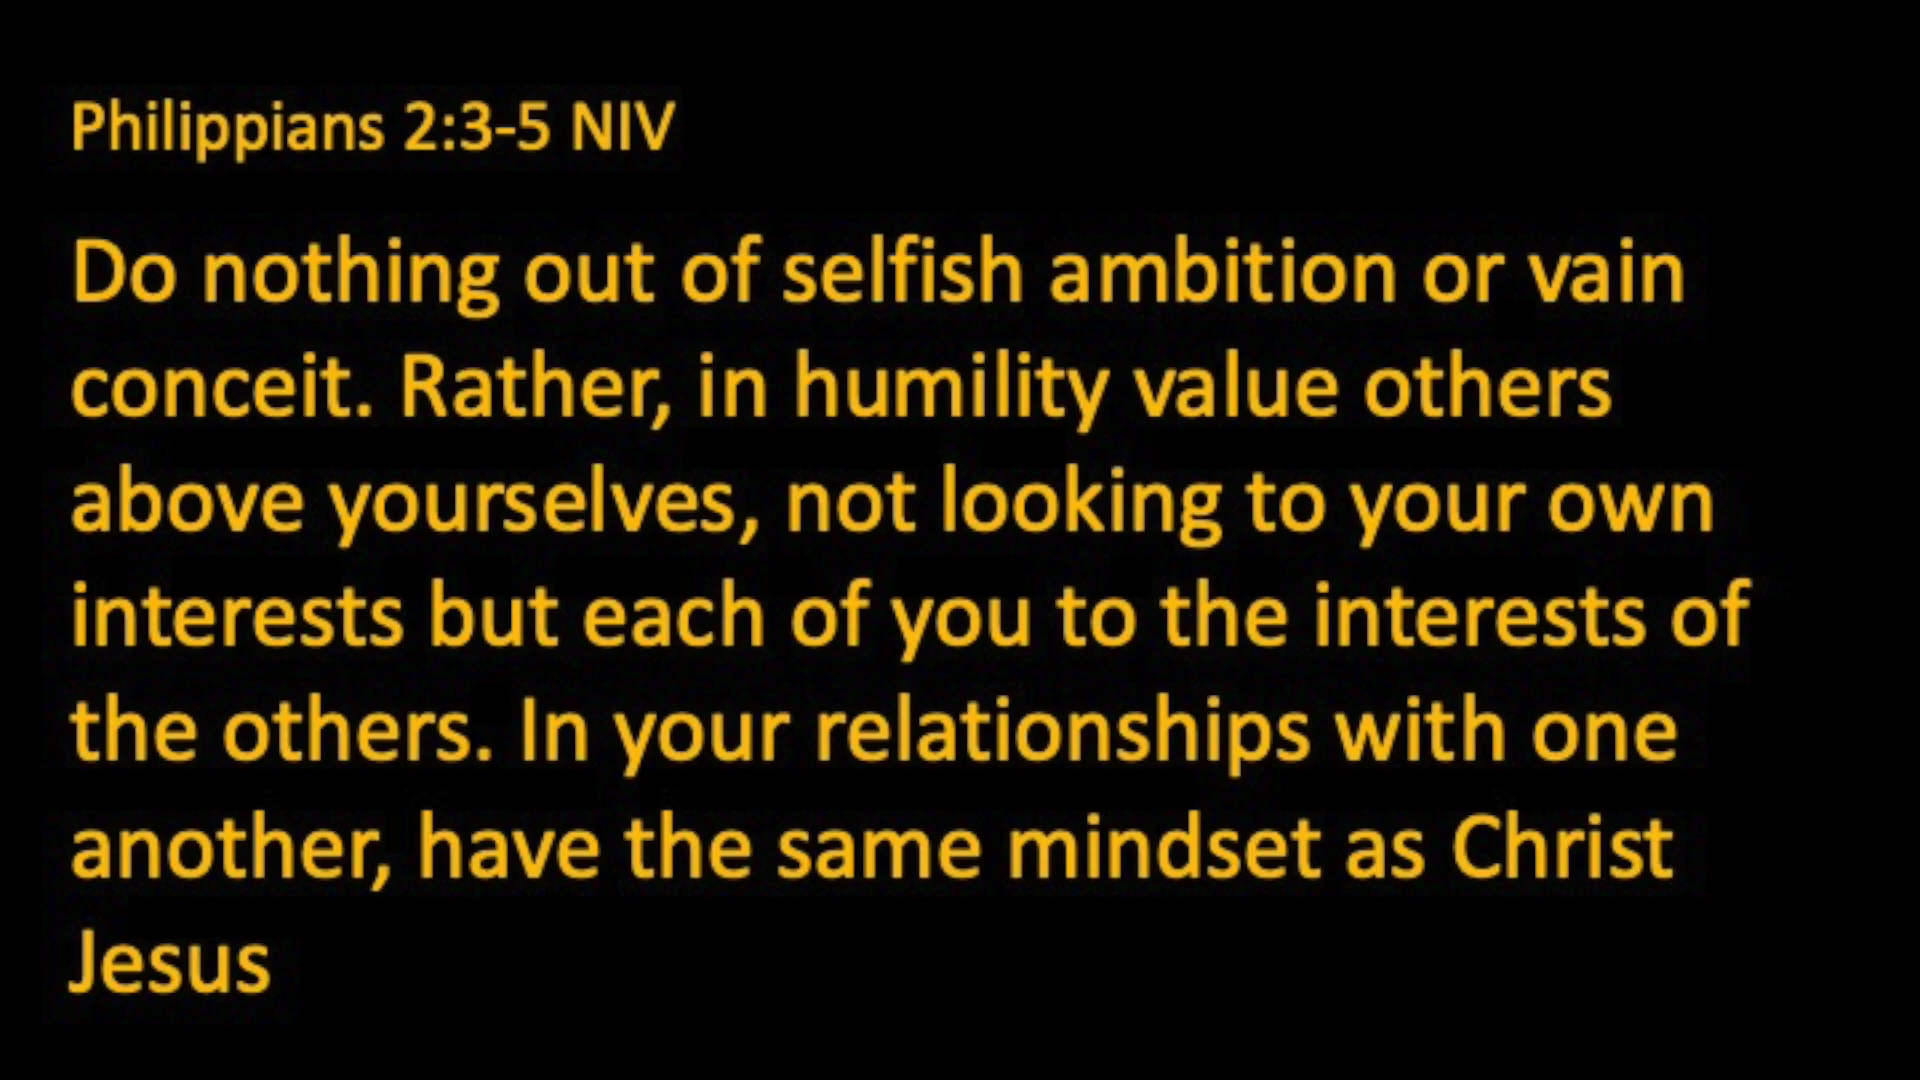 Philippians 2:3-5 NIV
Do nothing out of selfish ambition or vain
conceit. Rather, in humility value others
above yourselves, not looking to your own
interests but each of you to the interests of
the others. In your relationships with one
another, have the same mindset as Christ
Jesus